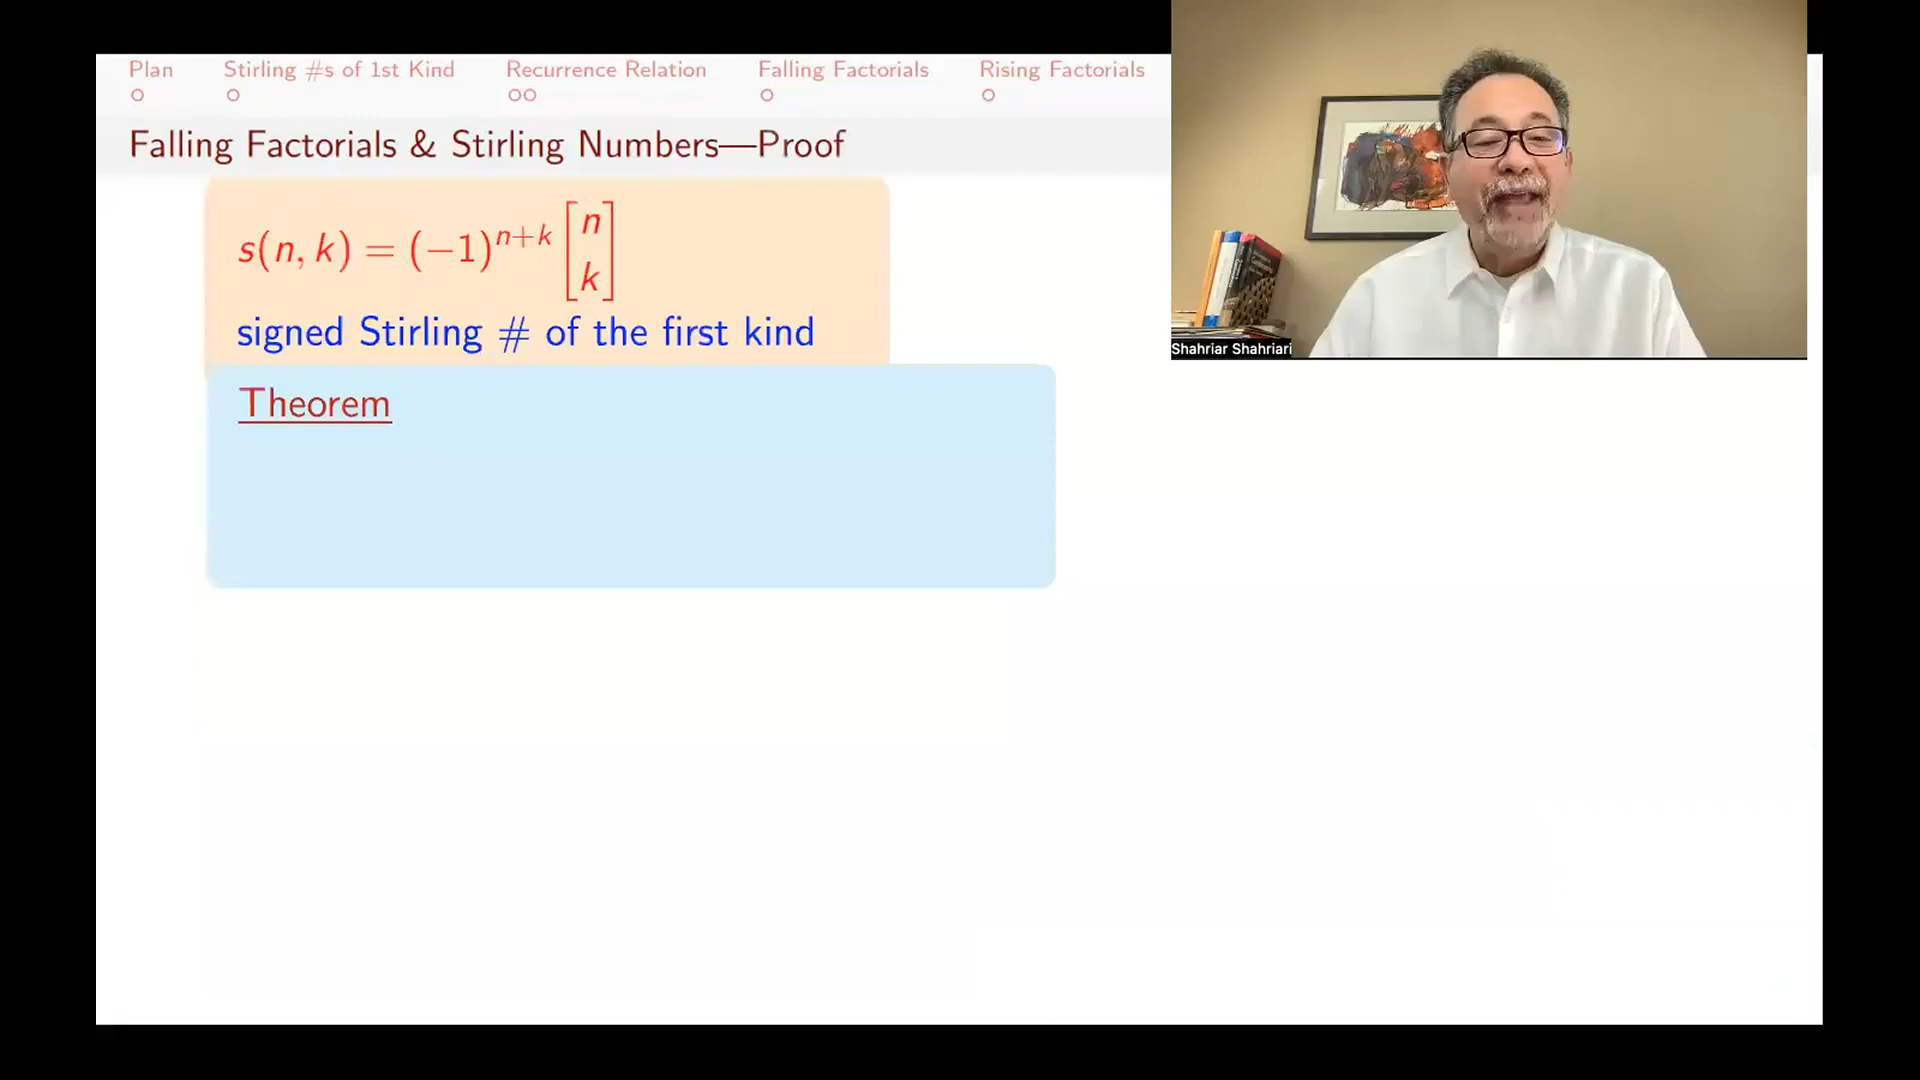 Plan Stirling #s of 1st Kind Recurrence Relation Falling Factorials Rising Factorials
Falling Factorials & Stirling Numbers—Proof
s(n, k) = (−1)^{n+k} [n k]
signed Stirling # of the first kind
Shahriar Shahriari
Theorem